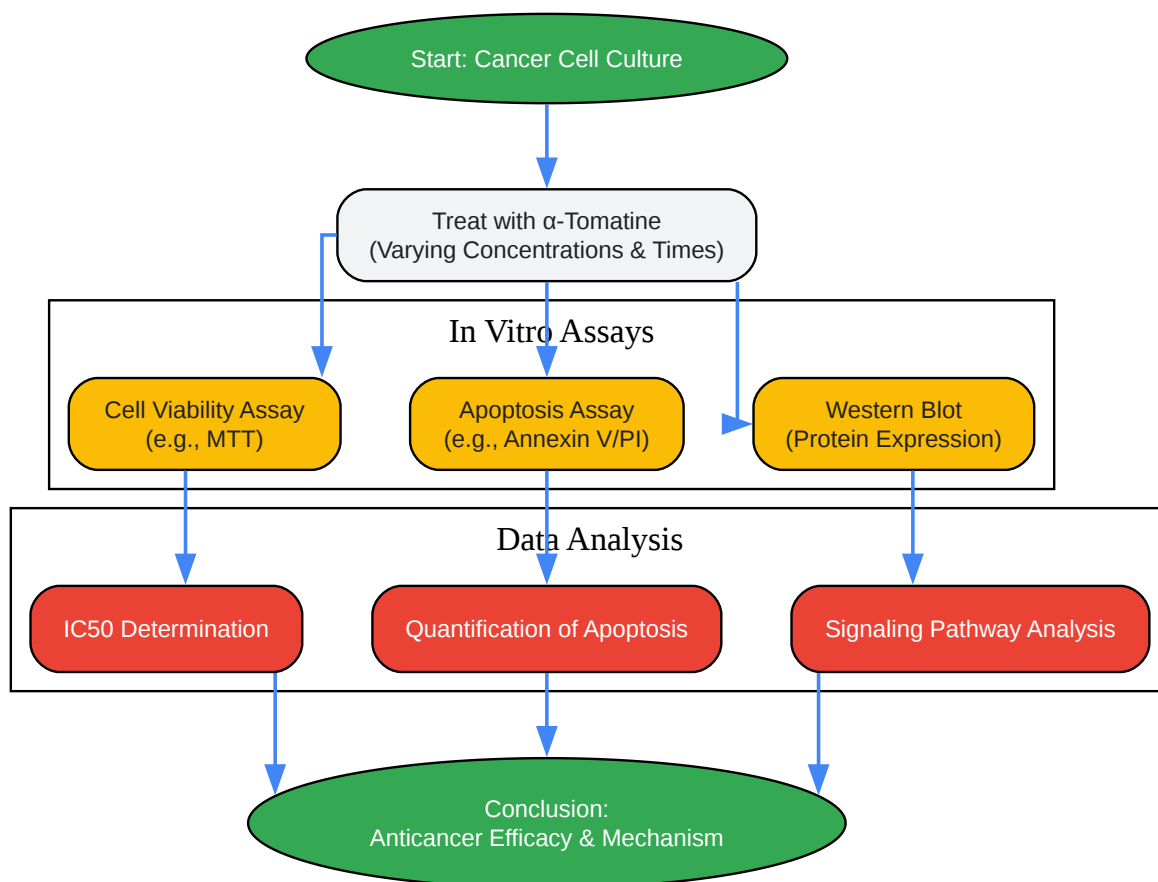 Start: Cancer Cell Culture
Treat with α-Tomatine
(Varying Concentrations & Times)
In Vitro Assays
Cell Viability Assay
(e.g., MTT)
Apoptosis Assay
(e.g., Annexin V/PI)
Western Blot
(Protein Expression)
Data Analysis
IC50 Determination
Quantification of Apoptosis
Signaling Pathway Analysis
Conclusion:
Anticancer Efficacy & Mechanism